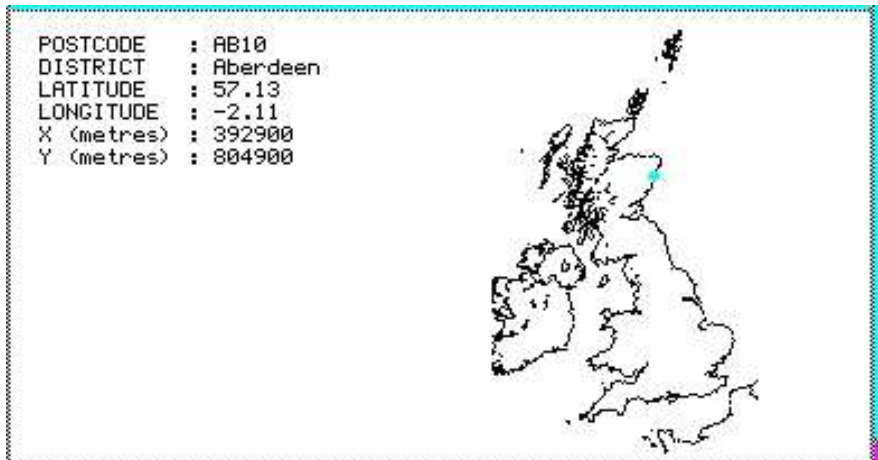 POSTCODE : AB10
DISTRICT : Aberdeen
LATITUDE : 57.13
LONGITUDE : -2.11
X (metres) : 392900
Y (metres) : 804900